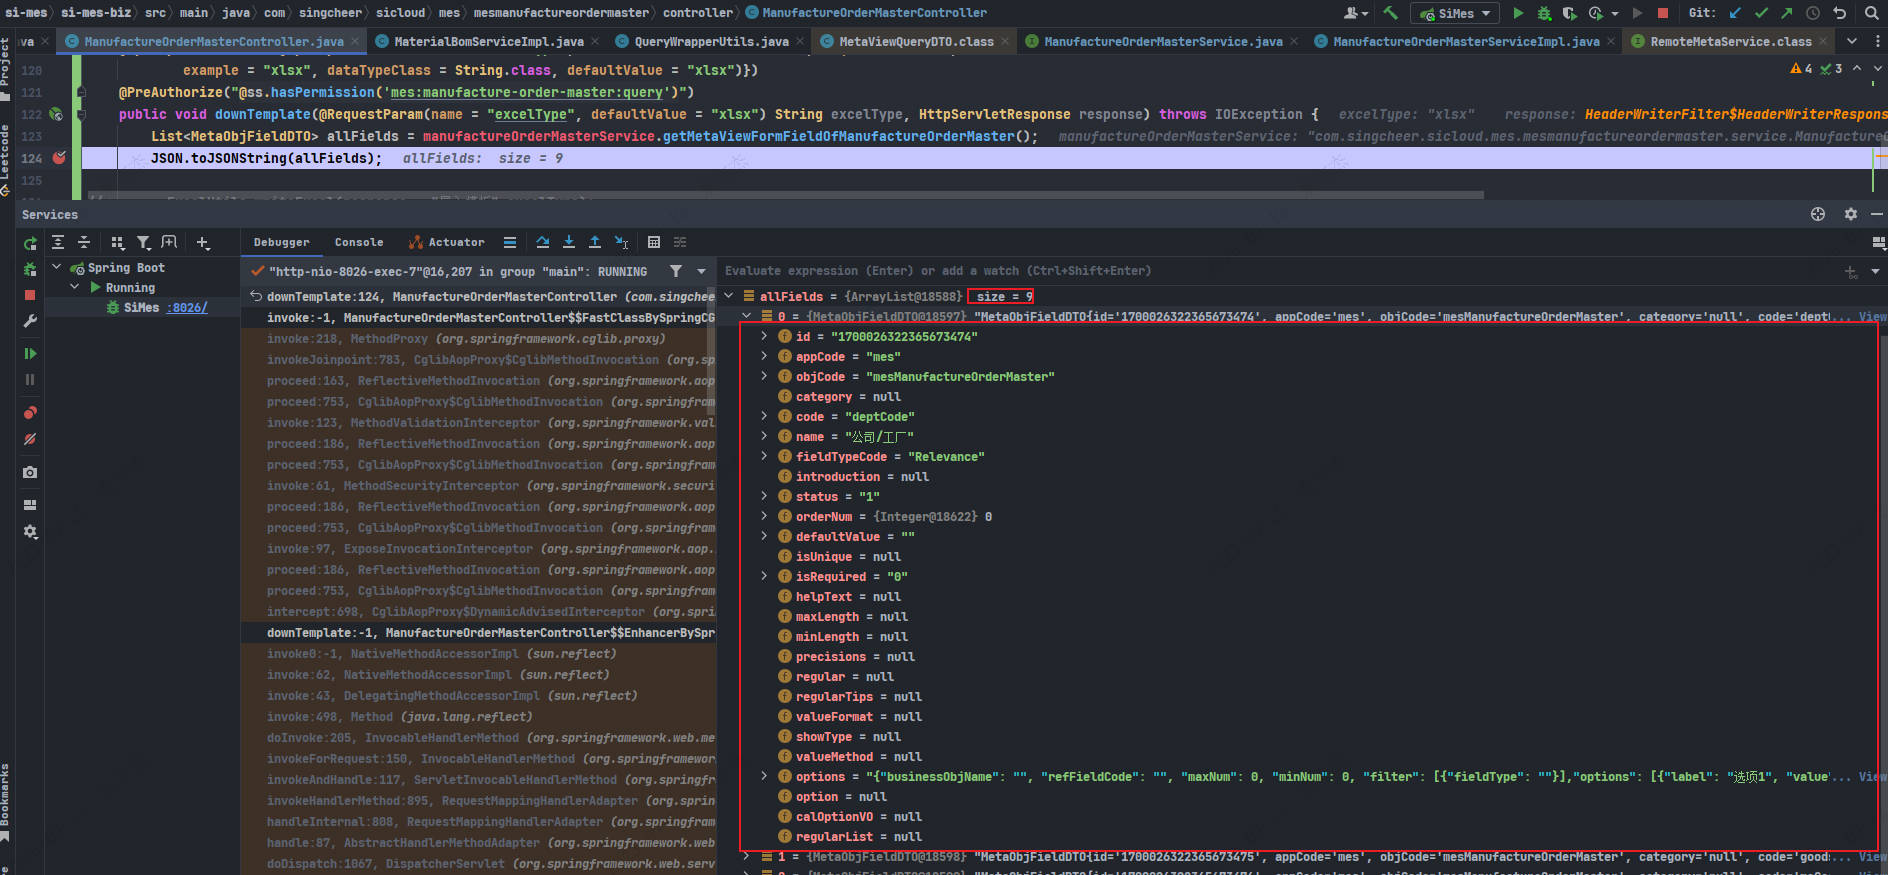 si-mes 〉 si-mes-biz 〉 src 〉 main 〉 java 〉 com 〉 singcheer 〉 sicloud 〉 mes 〉 mesmanufactureordermaster 〉 controller 〉 ManufactureOrderMasterController
SiMes
Git:
va ManufactureOrderMasterController.java MaterialBomServiceImpl.java QueryWrapperUtils.java MetaViewQueryDTO.class ManufactureOrderMasterService.java ManufactureOrderMasterServiceImpl.java RemoteMetaService.class
Project
Leetcode
Bookmarks
120 example = "xlsx", dataTypeClass = String.class, defaultValue = "xlsx")})
4 3
121 @PreAuthorize("@ss.hasPermission('mes:manufacture-order-master:query')")
122 public void downTemplate(@RequestParam(name = "excelType", defaultValue = "xlsx") String excelType, HttpServletResponse response) throws IOException { excelType: "xlsx" response: HeaderWriterFilter$HeaderWriterRespons
123 List<MetaObjFieldDTO> allFields = manufactureOrderMasterService.getMetaViewFormFieldOfManufactureOrderMaster(); manufactureOrderMasterService: "com.singcheer.sicloud.mes.mesmanufactureordermaster.service.Manufacture
124 JSON.toJSONString(allFields); allFields: size = 9
125
Services
Debugger Console Actuator
Spring Boot
Running
SiMes :8026/
"http-nio-8026-exec-7"@16,207 in group "main": RUNNING
downTemplate:124, ManufactureOrderMasterController (com.singchee
invoke:-1, ManufactureOrderMasterController$$FastClassBySpringCG
invoke:218, MethodProxy (org.springframework.cglib.proxy)
invokeJoinpoint:783, CglibAopProxy$CglibMethodInvocation (org.sp
proceed:163, ReflectiveMethodInvocation (org.springframework.aop
proceed:753, CglibAopProxy$CglibMethodInvocation (org.springfram
invoke:123, MethodValidationInterceptor (org.springframework.val
proceed:186, ReflectiveMethodInvocation (org.springframework.aop
proceed:753, CglibAopProxy$CglibMethodInvocation (org.springfram
invoke:61, MethodSecurityInterceptor (org.springframework.securi
proceed:186, ReflectiveMethodInvocation (org.springframework.aop
proceed:753, CglibAopProxy$CglibMethodInvocation (org.springfram
invoke:97, ExposeInvocationInterceptor (org.springframework.aop.
proceed:186, ReflectiveMethodInvocation (org.springframework.aop
proceed:753, CglibAopProxy$CglibMethodInvocation (org.springfram
intercept:698, CglibAopProxy$DynamicAdvisedInterceptor (org.spri
downTemplate:-1, ManufactureOrderMasterController$$EnhancerBySpr
invoke0:-1, NativeMethodAccessorImpl (sun.reflect)
invoke:62, NativeMethodAccessorImpl (sun.reflect)
invoke:43, DelegatingMethodAccessorImpl (sun.reflect)
invoke:498, Method (java.lang.reflect)
doInvoke:205, InvocableHandlerMethod (org.springframework.web.me
invokeForRequest:150, InvocableHandlerMethod (org.springframewor
invokeAndHandle:117, ServletInvocableHandlerMethod (org.springfr
invokeHandlerMethod:895, RequestMappingHandlerAdapter (org.sprin
handleInternal:808, RequestMappingHandlerAdapter (org.springfram
handle:87, AbstractHandlerMethodAdapter (org.springframework.web
doDispatch:1067, DispatcherServlet (org.springframework.web.serv
Evaluate expression (Enter) or add a watch (Ctrl+Shift+Enter)
allFields = {ArrayList@18588} size = 9
0 = {MetaObjFieldDTO@18597} "MetaObjFieldDTO{id='1700026322365673474', appCode='mes', objCode='mesManufactureOrderMaster', category='null', code='dept... View
id = "1700026322365673474"
appCode = "mes"
objCode = "mesManufactureOrderMaster"
category = null
code = "deptCode"
name = "公司/工厂"
fieldTypeCode = "Relevance"
introduction = null
status = "1"
orderNum = {Integer@18622} 0
defaultValue = ""
isUnique = null
isRequired = "0"
helpText = null
maxLength = null
minLength = null
precisions = null
regular = null
regularTips = null
valueFormat = null
showType = null
valueMethod = null
options = "{"businessObjName": "", "refFieldCode": "", "maxNum": 0, "minNum": 0, "filter": [{"fieldType": ""}],"options": [{"label": "选项1", "value"... View
option = null
calOptionVO = null
regularList = null
1 = {MetaObjFieldDTO@18598} "MetaObjFieldDTO{id='1700026322365673475', appCode='mes', objCode='mesManufactureOrderMaster', category='null', code='good... View